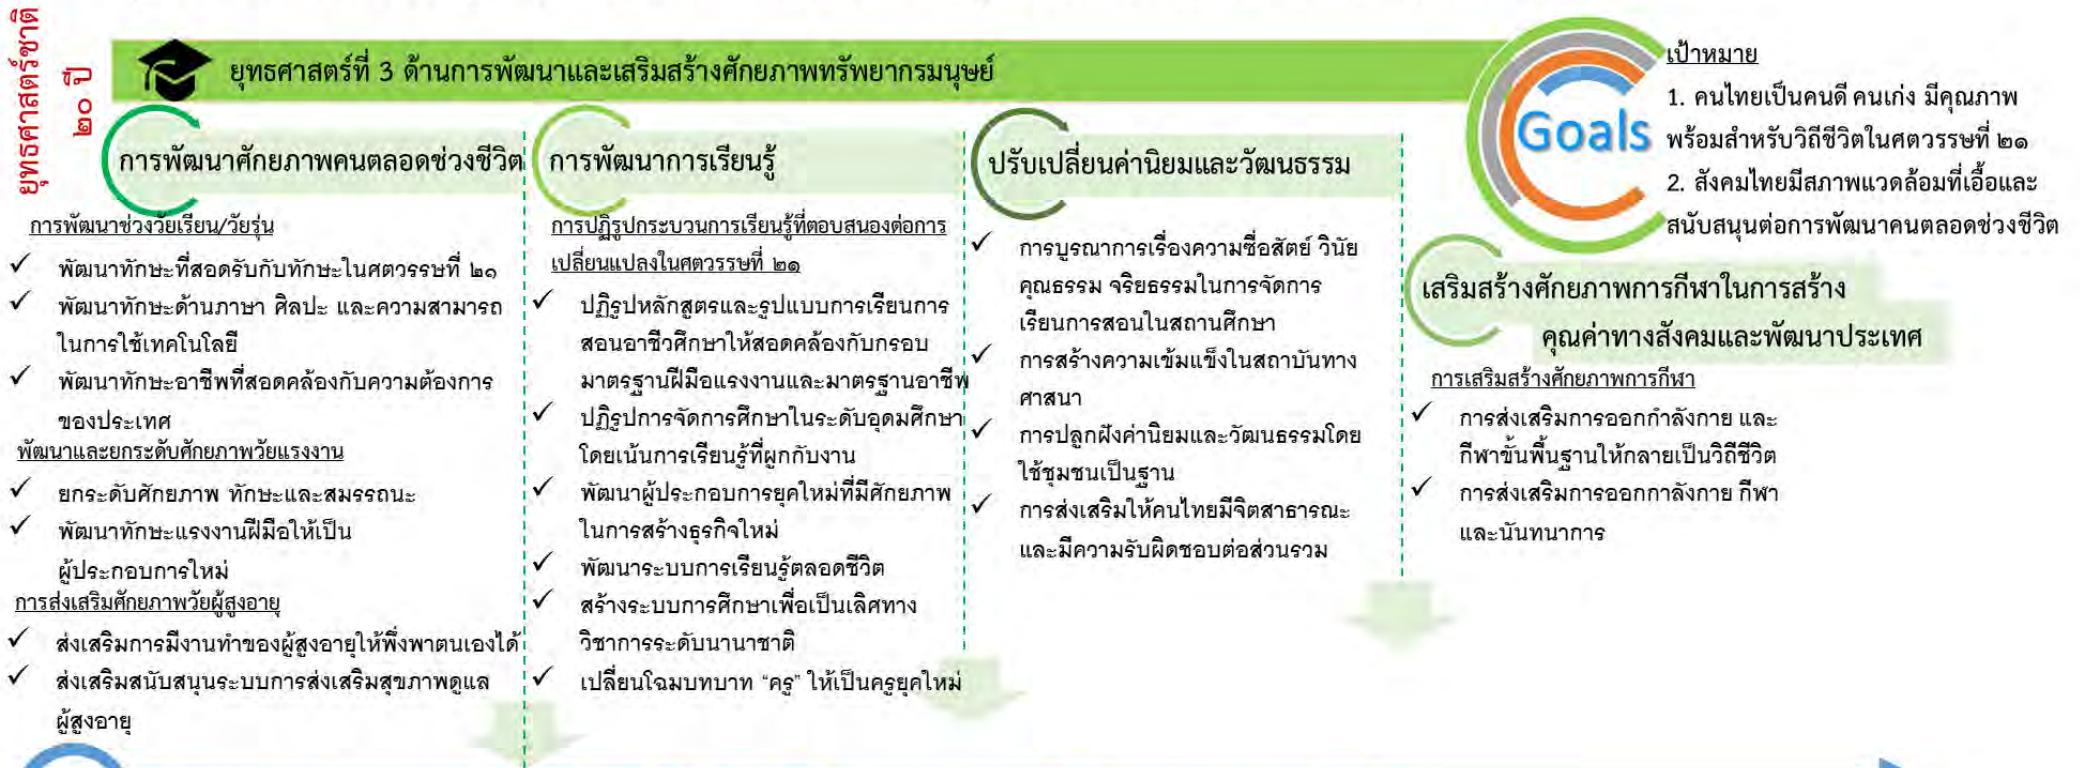 ยุทธศาสตร์ชาติ
๒๐ ปี
ยุทธศาสตร์ที่ 3 ด้านการพัฒนาและเสริมสร้างศักยภาพทรัพยากรมนุษย์
Goals
เป้าหมาย
1. คนไทยเป็นคนดี คนเก่ง มีคุณภาพ
พร้อมสำหรับวิถีชีวิตในศตวรรษที่ ๒๑
2. สังคมไทยมีสภาพแวดล้อมที่เอื้อและ
สนับสนุนต่อการพัฒนาคนตลอดช่วงชีวิต
การพัฒนาศักยภาพคนตลอดช่วงชีวิต
การพัฒนาช่วงวัยเรียน/วัยรุ่น
✓ พัฒนาทักษะที่สอดรับกับทักษะในศตวรรษที่ ๒๑
✓ พัฒนาทักษะด้านภาษา ศิลปะ และความสามารถ
ในการใช้เทคโนโลยี
✓ พัฒนาทักษะอาชีพที่สอดคล้องกับความต้องการ
ของประเทศ
พัฒนาและยกระดับศักยภาพวัยแรงงาน
✓ ยกระดับศักยภาพ ทักษะและสมรรถนะ
✓ พัฒนาทักษะแรงงานฝีมือให้เป็น
ผู้ประกอบการใหม่
การส่งเสริมศักยภาพวัยผู้สูงอายุ
✓ ส่งเสริมการมีงานทำของผู้สูงอายุให้พึ่งพาตนเองได้
✓ ส่งเสริมสนับสนุนระบบการส่งเสริมสุขภาพดูแล
ผู้สูงอายุ
การพัฒนาการเรียนรู้
การปฏิรูปกระบวนการเรียนรู้ที่ตอบสนองต่อการ
เปลี่ยนแปลงในศตวรรษที่ ๒๑
✓ ปฏิรูปหลักสูตรและรูปแบบการเรียนการ
สอนอาชีวศึกษาให้สอดคล้องกับกรอบ
มาตรฐานฝีมือแรงงานและมาตรฐานอาชีพ
✓ ปฏิรูปการจัดการศึกษาในระดับอุดมศึกษา
โดยเน้นการเรียนรู้ที่ผูกกับงาน
✓ พัฒนาผู้ประกอบการยุคใหม่ที่มีศักยภาพ
ในการสร้างธุรกิจใหม่
✓ พัฒนาระบบการเรียนรู้ตลอดชีวิต
✓ สร้างระบบการศึกษาเพื่อเป็นเลิศทาง
วิชาการระดับนานาชาติ
✓ เปลี่ยนโฉมบทบาท “ครู” ให้เป็นครูยุคใหม่
ปรับเปลี่ยนค่านิยมและวัฒนธรรม
✓ การบูรณาการเรื่องความซื่อสัตย์ วินัย
คุณธรรม จริยธรรมในการจัดการ
เรียนการสอนในสถานศึกษา
✓ การสร้างความเข้มแข็งในสถาบันทาง
ศาสนา
✓ การปลูกฝังค่านิยมและวัฒนธรรมโดย
ใช้ชุมชนเป็นฐาน
✓ การส่งเสริมให้คนไทยมีจิตสาธารณะ
และมีความรับผิดชอบต่อส่วนรวม
เสริมสร้างศักยภาพการกีฬาในการสร้าง
คุณค่าทางสังคมและพัฒนาประเทศ
การเสริมสร้างศักยภาพการกีฬา
✓ การส่งเสริมการออกกำลังกาย และ
กีฬาขั้นพื้นฐานให้กลายเป็นวิถีชีวิต
✓ การส่งเสริมการออกกาลังกาย กีฬา
และนันทนาการ